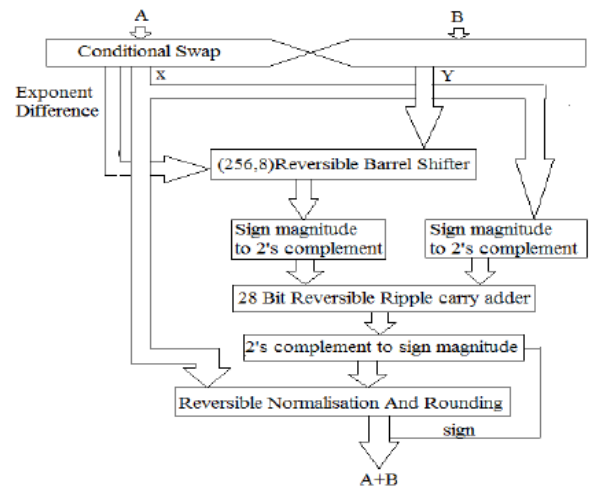 A
B
Conditional Swap
X
Y
Exponent
Difference
(256,8)Reversible Barrel Shifter
Sign magnitude
to 2's complement
Sign magnitude
to 2's complement
28 Bit Reversible Ripple carry adder
2's complement to sign magnitude
Reversible Normalisation And Rounding
sign
A+B